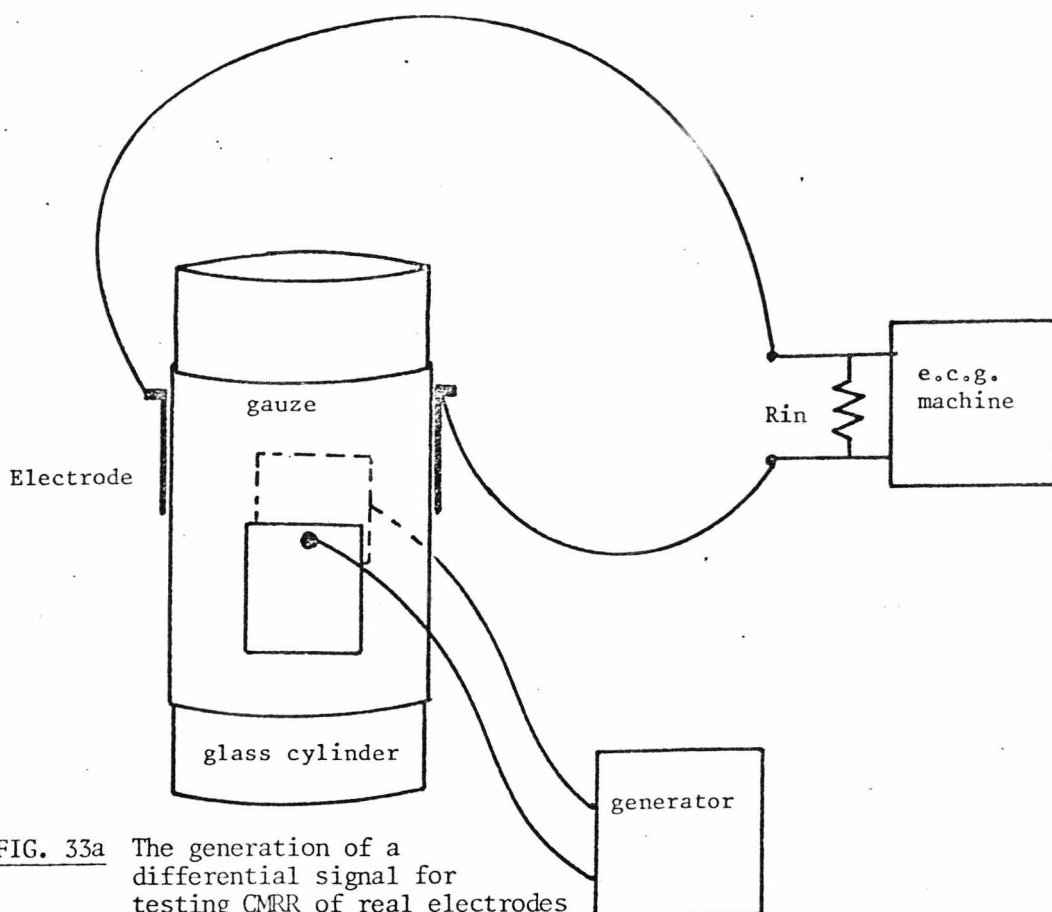 gauze
e.c.g.
machine
Rin
Electrode
glass cylinder
generator
FIG. 33a The generation of a
differential signal for
testing CMRR of real electrodes